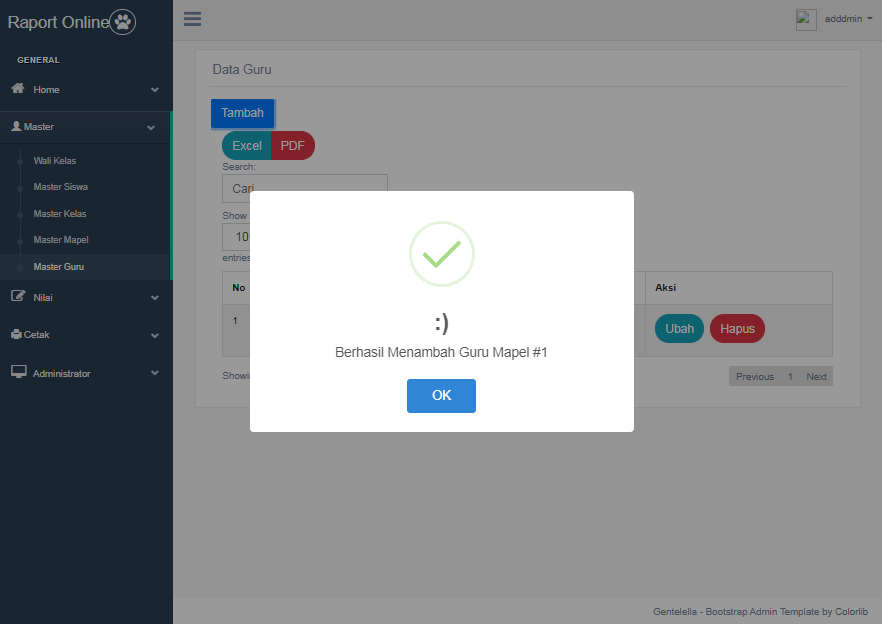 Raport Online
adddmin
GENERAL
Home
Master
Wali Kelas
Master Siswa
Master Kelas
Master Mapel
Master Guru
Nilai
Cetak
Administrator
Data Guru
Tambah
Excel PDF
Search:
Cari
Show
10
entries
No Aksi
1 Ubah Hapus
Showi
Previous 1 Next
:)
Berhasil Menambah Guru Mapel #1
OK
Gentelella - Bootstrap Admin Template by Colorlib